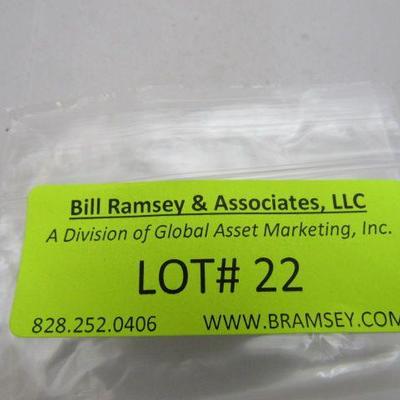 Bill Ramsey & Associates, LLC
A Division of Global Asset Marketing, Inc.
LOT# 22
828.252.0406 WWW.BRAMSEY.COM